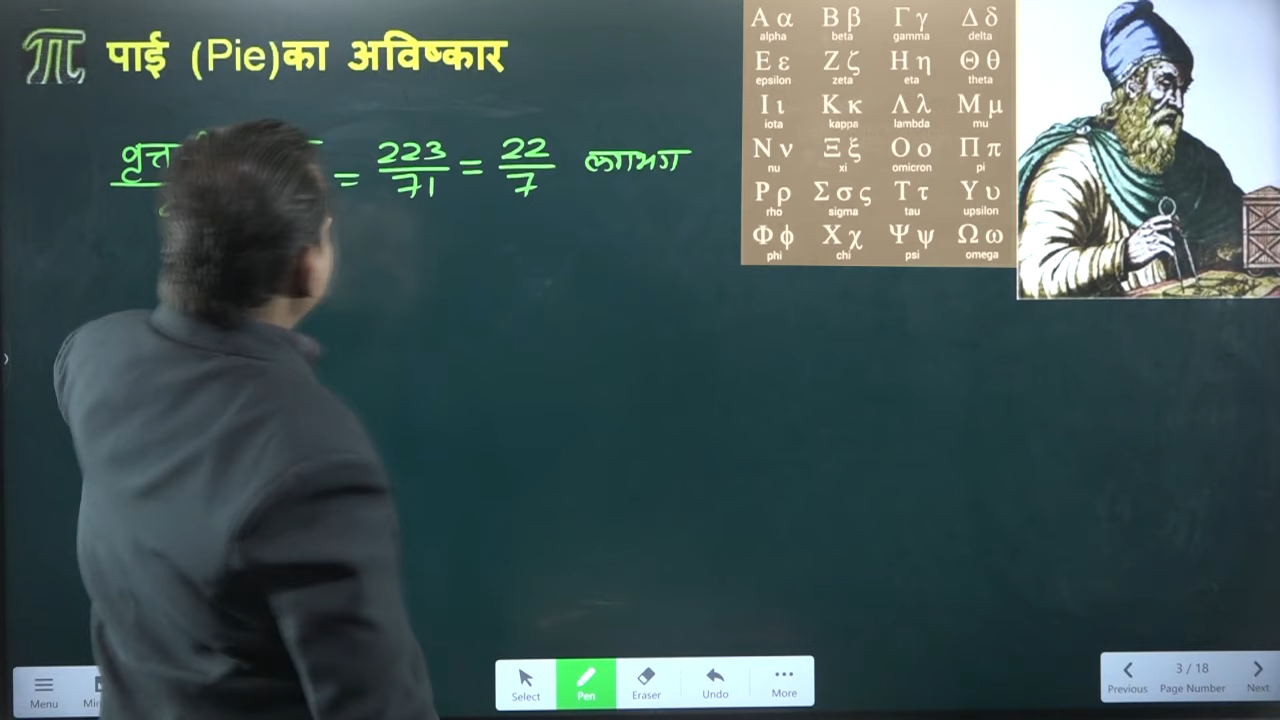 π पाई (Pie)का अविष्कार
वृत्त = 223/71 = 22/7 लगभग
Α α Β β Γ γ Δ δ
alpha beta gamma delta
Ε ε Ζ ζ Η η Θ θ
epsilon zeta eta theta
Ι ι Κ κ Λ λ Μ μ
iota kappa lambda mu
Ν ν Ξ ξ Ο ο Π π
nu xi omicron pi
Ρ ρ Σ σ ς Τ τ Υ υ
rho sigma tau upsilon
Φ ϕ Χ χ Ψ ψ Ω ω
phi chi psi omega
Menu Select Pen Eraser Undo More
3 / 18
Previous Page Number Next